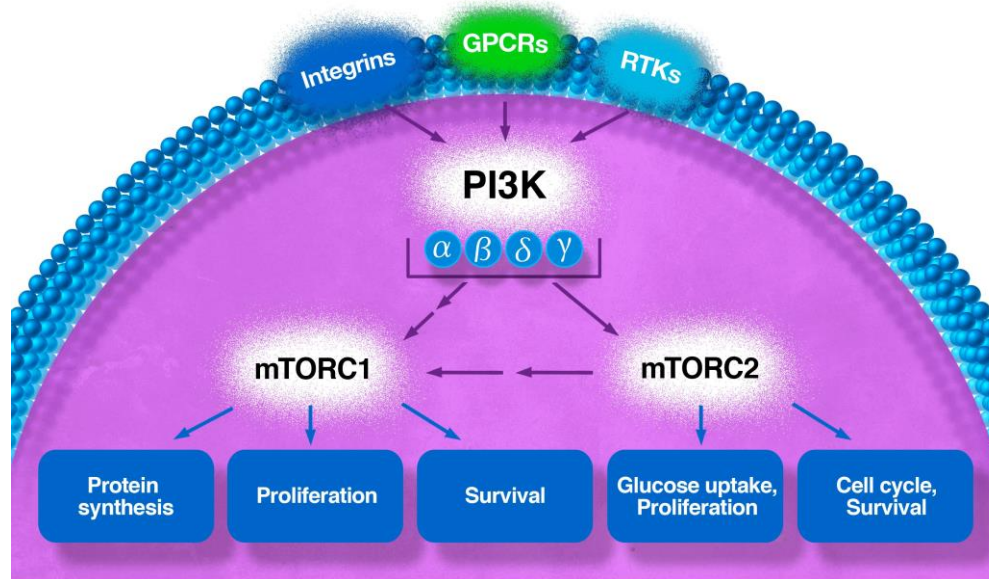 Integrins
GPCRs
RTKs
PI3K
α β δ γ
mTORC1
mTORC2
Protein
synthesis
Proliferation
Survival
Glucose uptake,
Proliferation
Cell cycle,
Survival